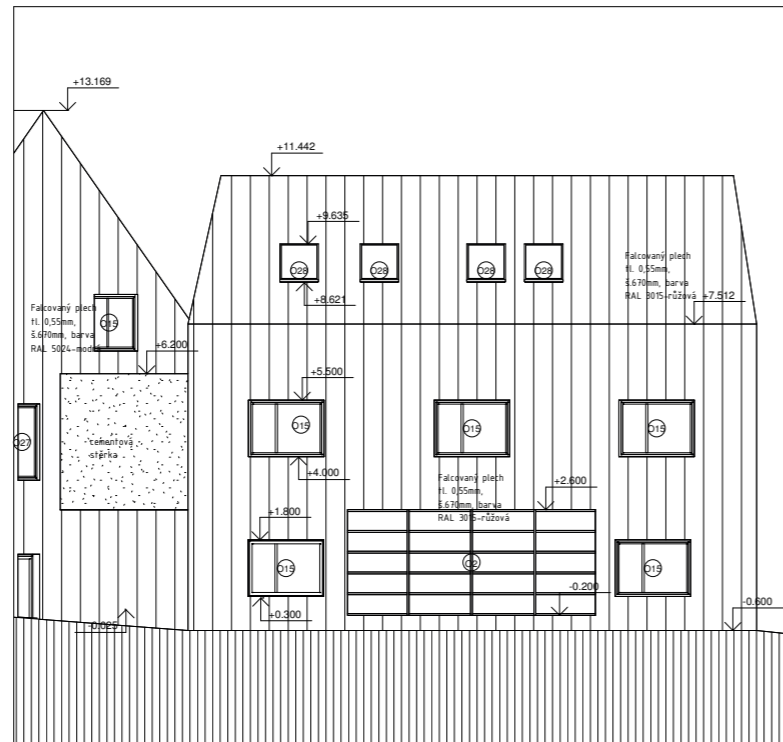 +13.169
+11.442
+9.635
O28
O28
O28
O28
+8.621
Falcovaný plech
tl. 0,55mm,
š.670mm, barva
RAL 3015-růžová
+7.512
Falcovaný plech
tl. 0,55mm,
š.670mm, barva
RAL 5024-modrá
O15
+6.200
+5.500
O15
O15
O15
O27
cementová
stěrka
+4.000
Falcovaný plech
tl. 0,55mm,
š.670mm, barva
RAL 3015-růžová
+2.600
+1.800
O15
O2
O15
+0.300
-0.200
-0.025
-0.600